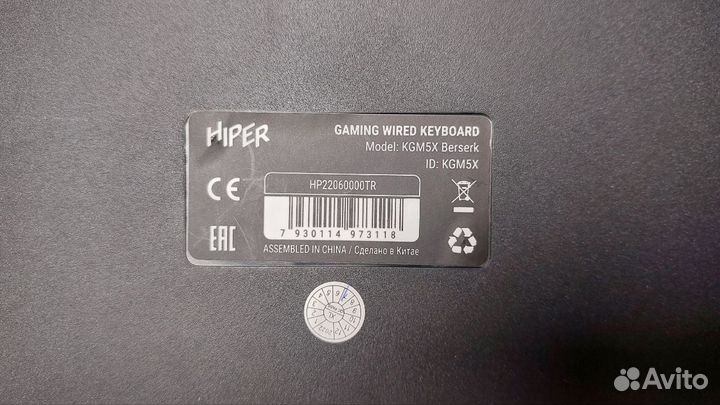 HIPER
GAMING WIRED KEYBOARD
Model: KGM5X Berserk
ID: KGM5X
CE
HP22060000TR
7 930114 973118
EAC
ASSEMBLED IN CHINA / Сделано в Китае
Avito